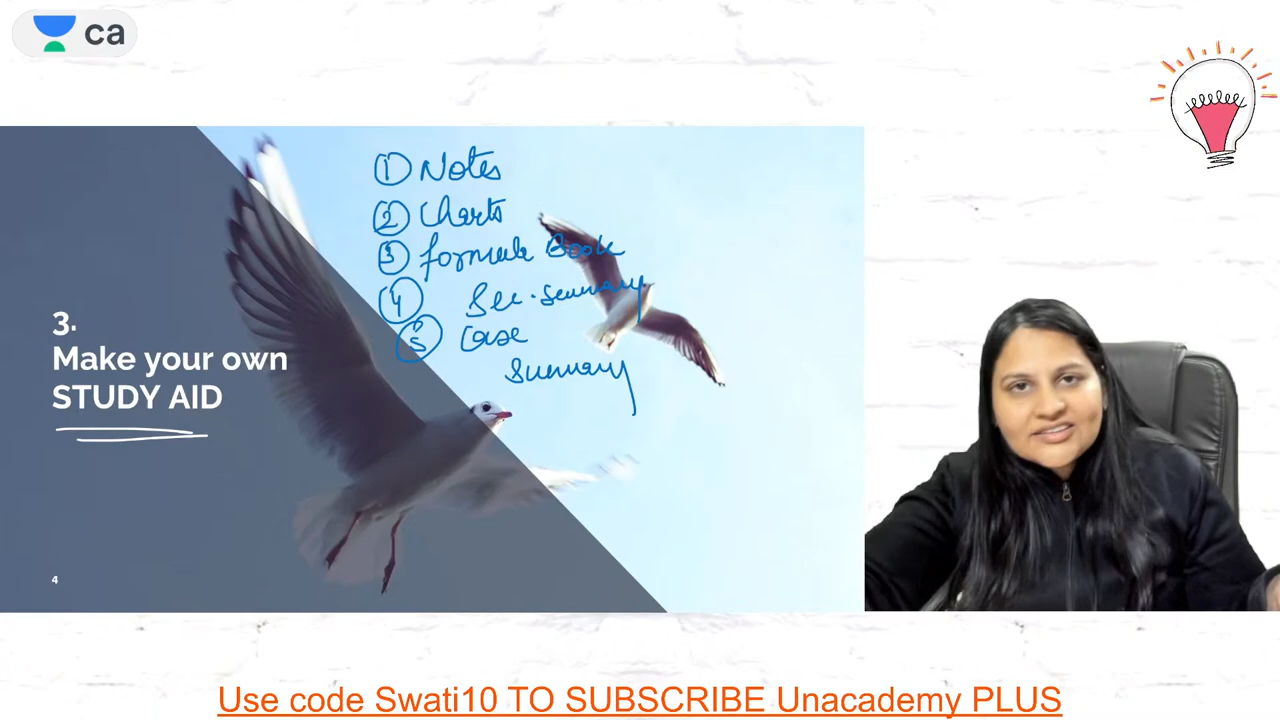 ca
① Notes
② Charts
③ formula Book
④ Sec. Summary
⑤ Case
Summary
3.
Make your own
STUDY AID
4
Use code Swati10 TO SUBSCRIBE Unacademy PLUS